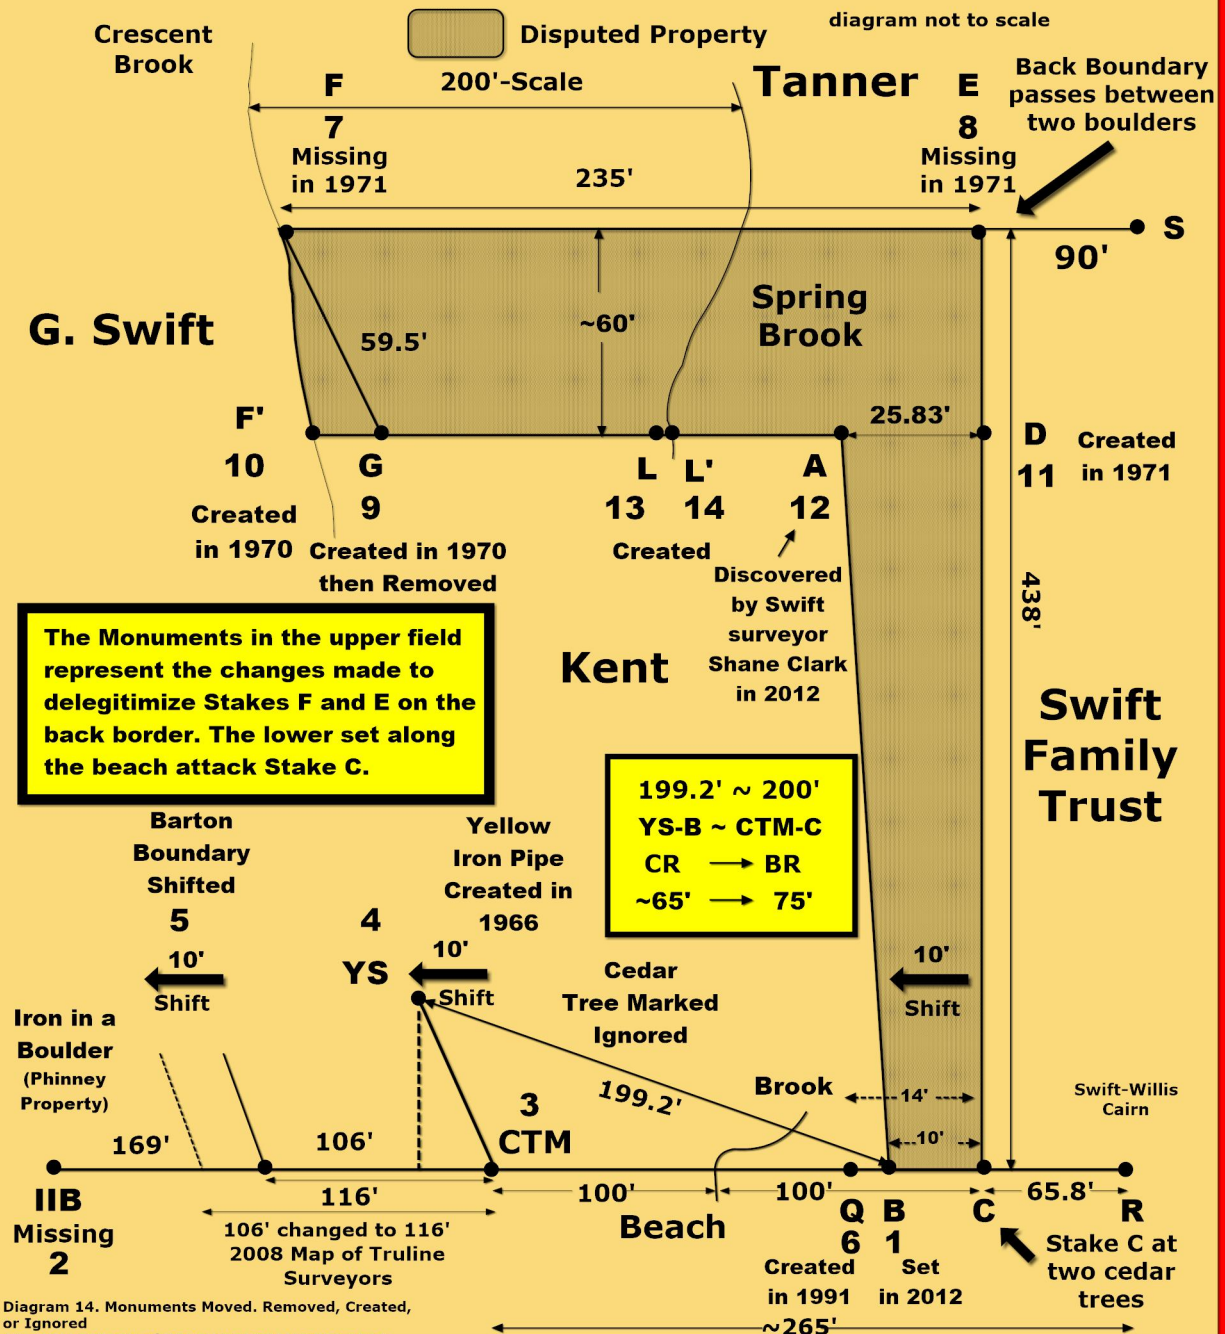 Crescent
Brook
Disputed Property
diagram not to scale
200'-Scale
Tanner
F
7
Missing
in 1971
E
8
Missing
in 1971
Back Boundary
passes between
two boulders
235'
S
90'
G. Swift
59.5'
~60'
Spring
Brook
25.83'
F'
10
Created
in 1970
G
9
Created in 1970
then Removed
L
13
L'
14
Created
A
12
Discovered
by Swift
surveyor
Shane Clark
in 2012
D
11
Created
in 1971
438'
The Monuments in the upper field
represent the changes made to
delegitimize Stakes F and E on the
back border. The lower set along
the beach attack Stake C.
Kent
Swift
Family
Trust
199.2' ~ 200'
YS-B ~ CTM-C
CR BR
~65' 75'
Barton
Boundary
Shifted
5
10'
Shift
4
YS
Yellow
Iron Pipe
Created in
1966
10'
Shift
Cedar
Tree Marked
Ignored
10'
Shift
Iron in a
Boulder
(Phinney
Property)
199.2'
Brook
14'
10'
Swift-Willis
Cairn
3
CTM
169'
106'
116'
100'
100'
65.8'
IIB
Missing
2
106' changed to 116'
2008 Map of Truline
Surveyors
Beach
Q
6
Created
in 1991
B
1
Set
in 2012
C
R
Stake C at
two cedar
trees
~265'
Diagram 14. Monuments Moved. Removed, Created,
or Ignored